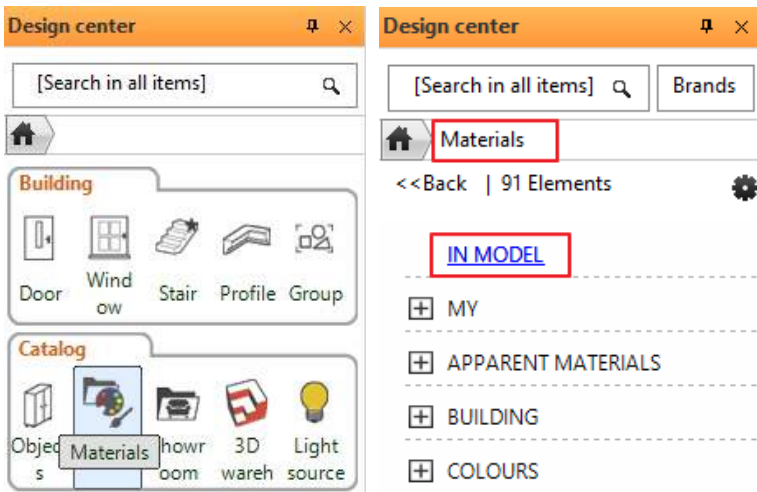 Design center
[Search in all items]
Building
Door
Wind
ow
Stair
Profile
Group
Catalog
Objec
s
Materials
howr
oom
3D
wareh
Light
source
Design center
[Search in all items]
Brands
Materials
<<Back | 91 Elements
IN MODEL
MY
APPARENT MATERIALS
BUILDING
COLOURS